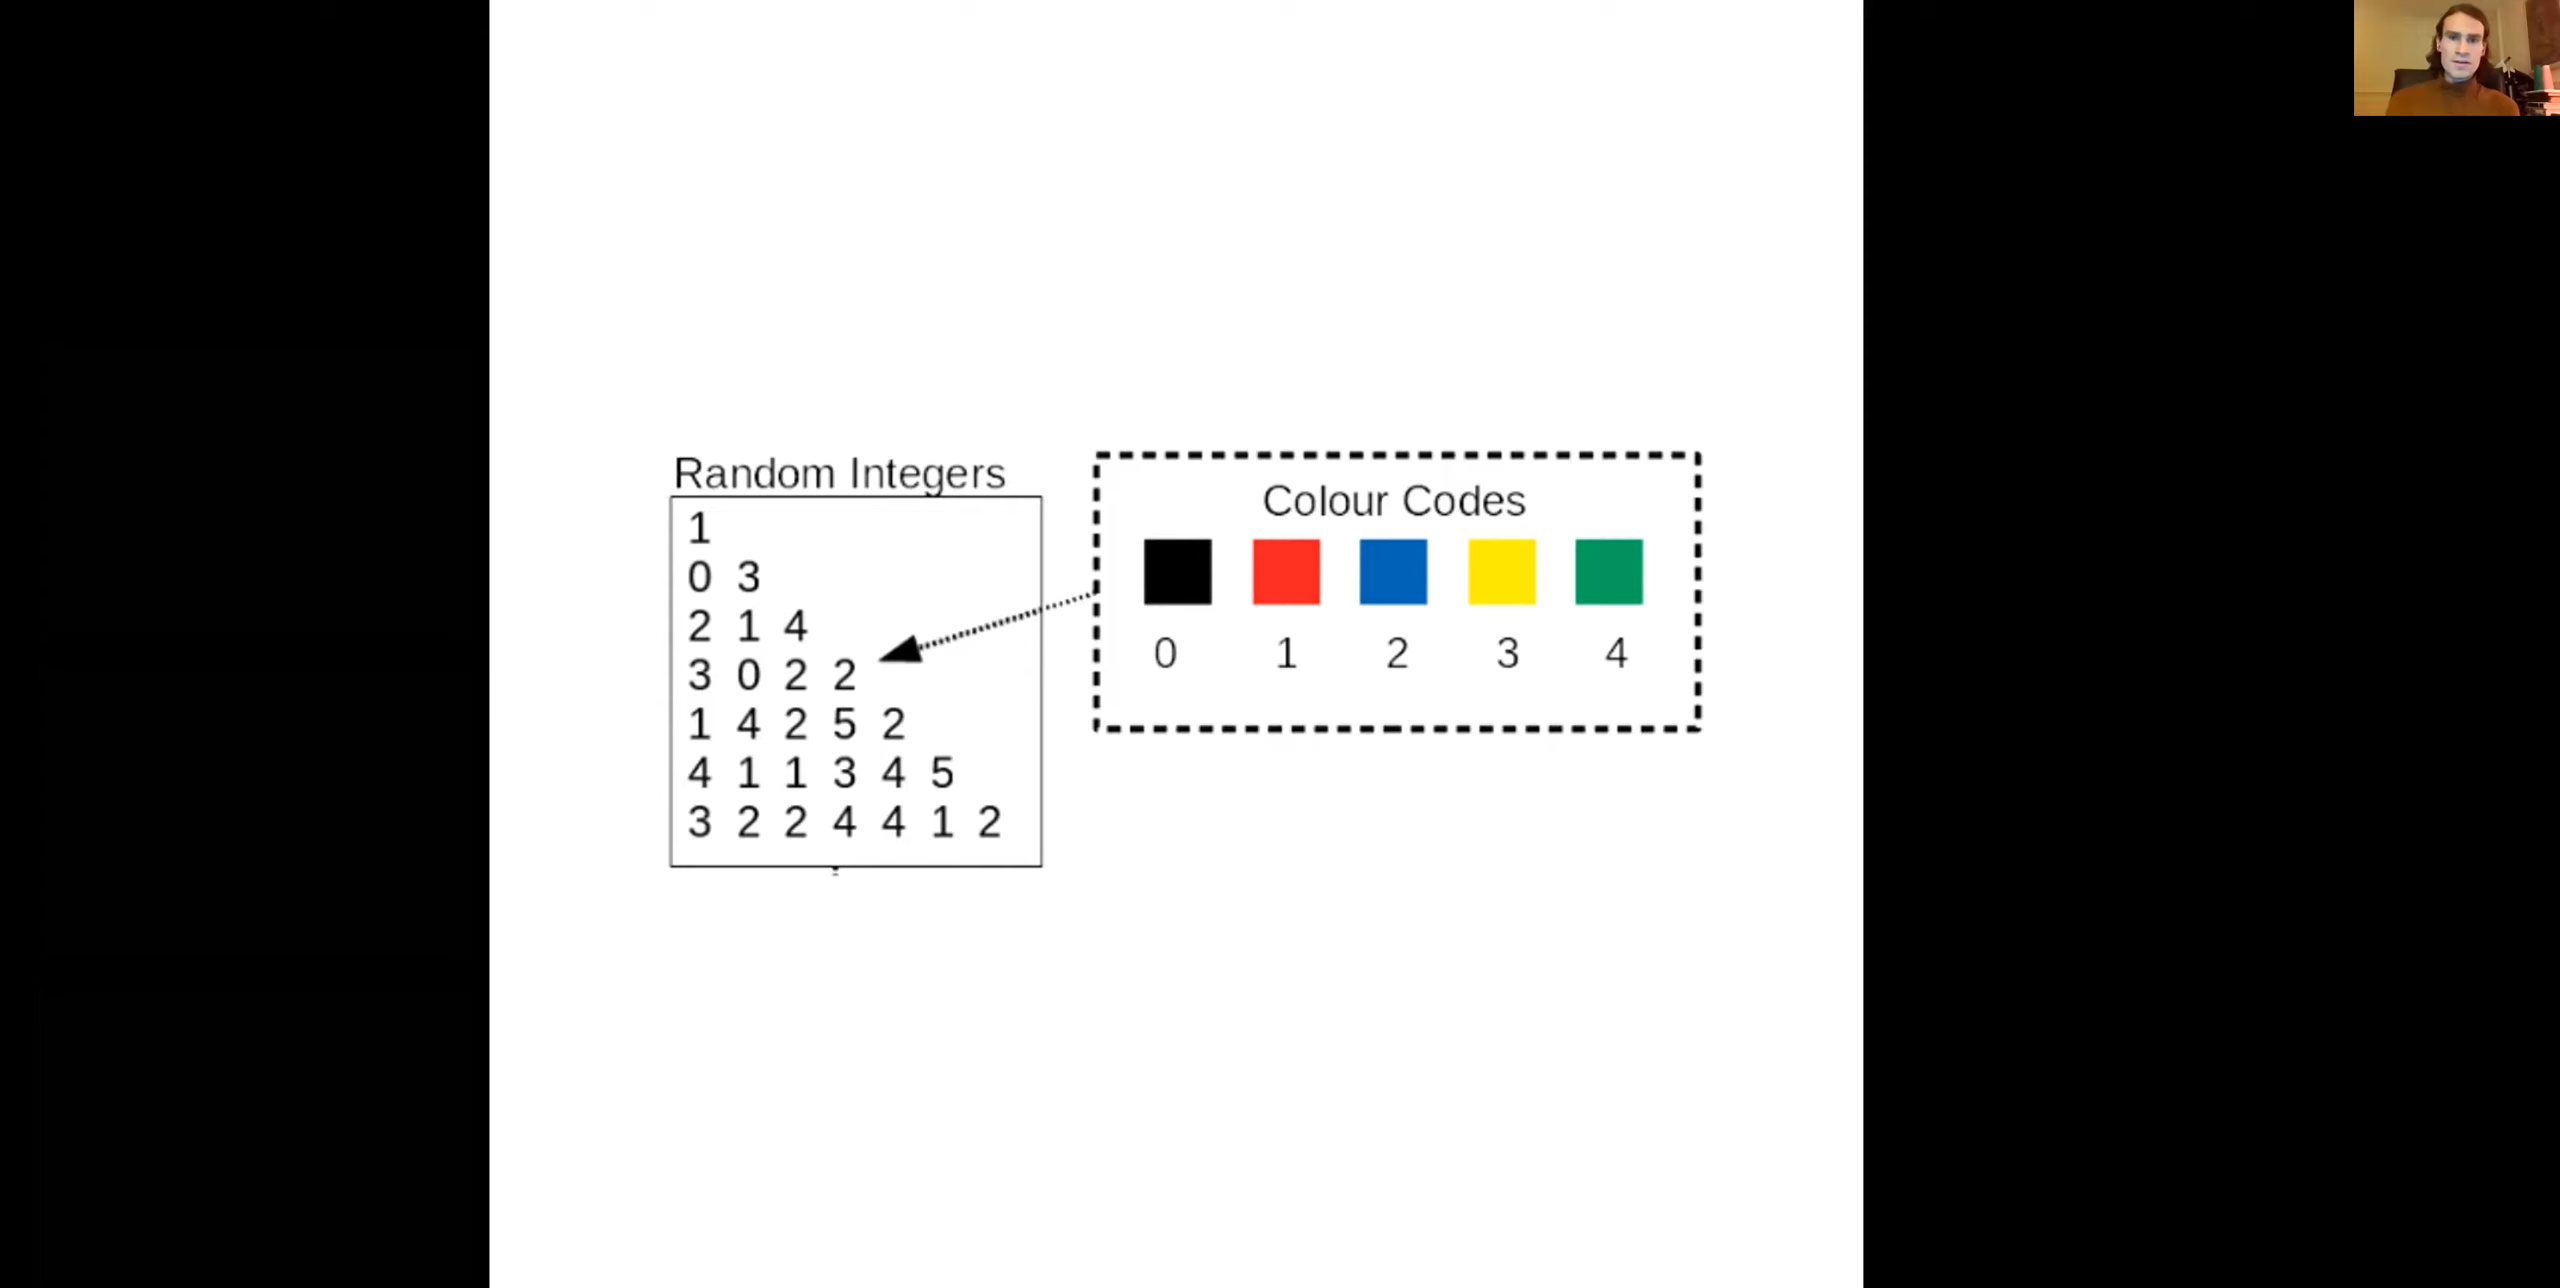 Random Integers
1
0 3
2 1 4
3 0 2 2
1 4 2 5 2
4 1 1 3 4 5
3 2 2 4 4 1 2
Colour Codes
0 1 2 3 4